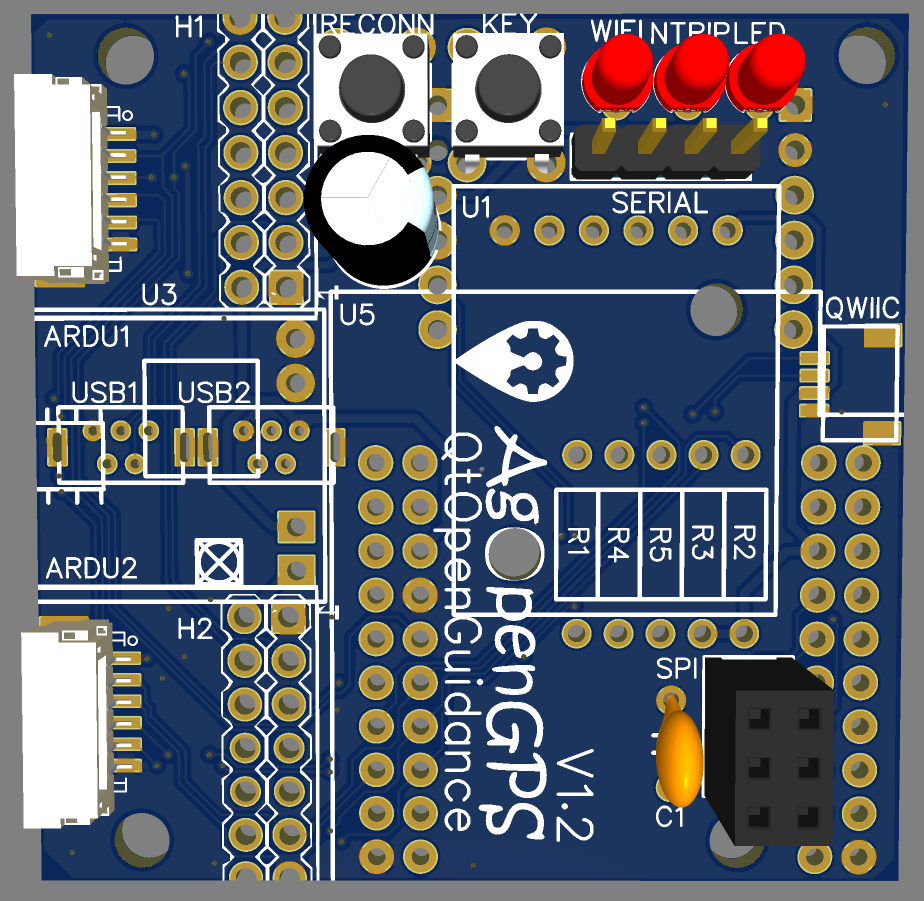 H1
RECONN
KEY
WIFI
NTRIP
LED
U1
SERIAL
U3
U5
QWIIC
ARDU1
USB1
USB2
R1
R4
R5
R3
R2
ARDU2
H2
AgOpenGPS
QtOpenGuidance
V1.2
SPI
C1